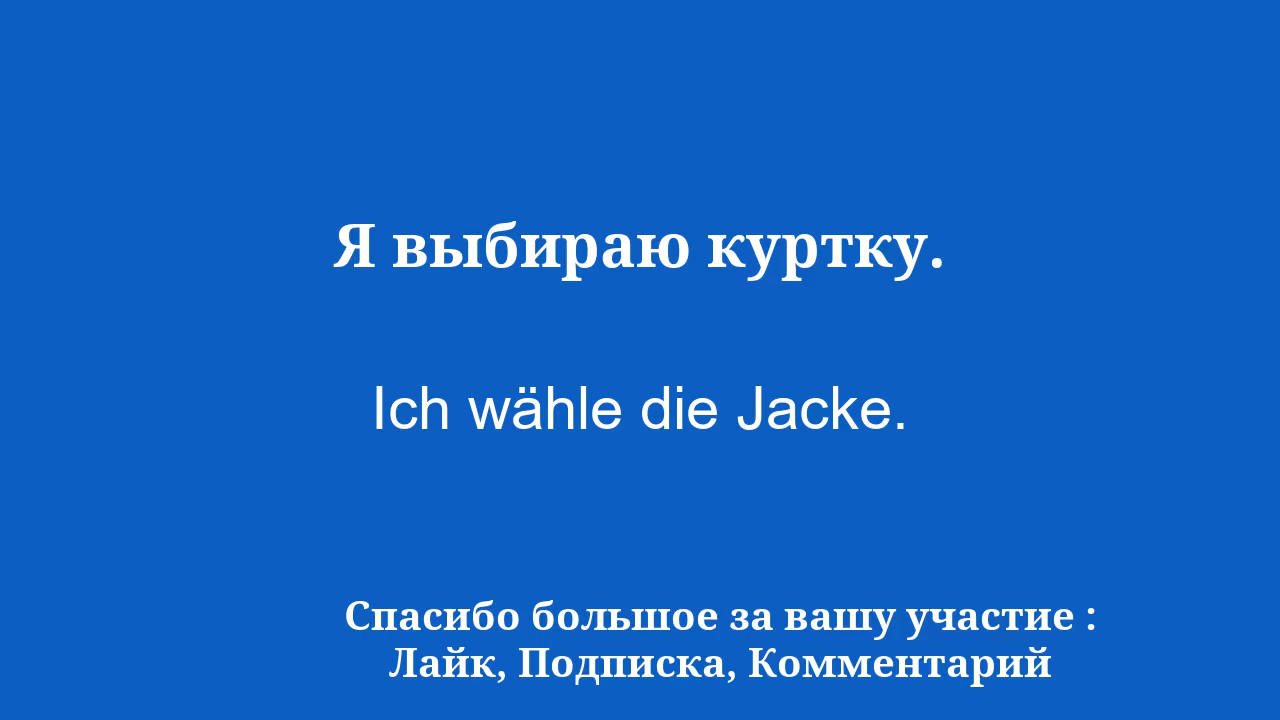 Я выбираю куртку.
Ich wähle die Jacke.
Спасибо большое за вашу участие :
Лайк, Подписка, Комментарий